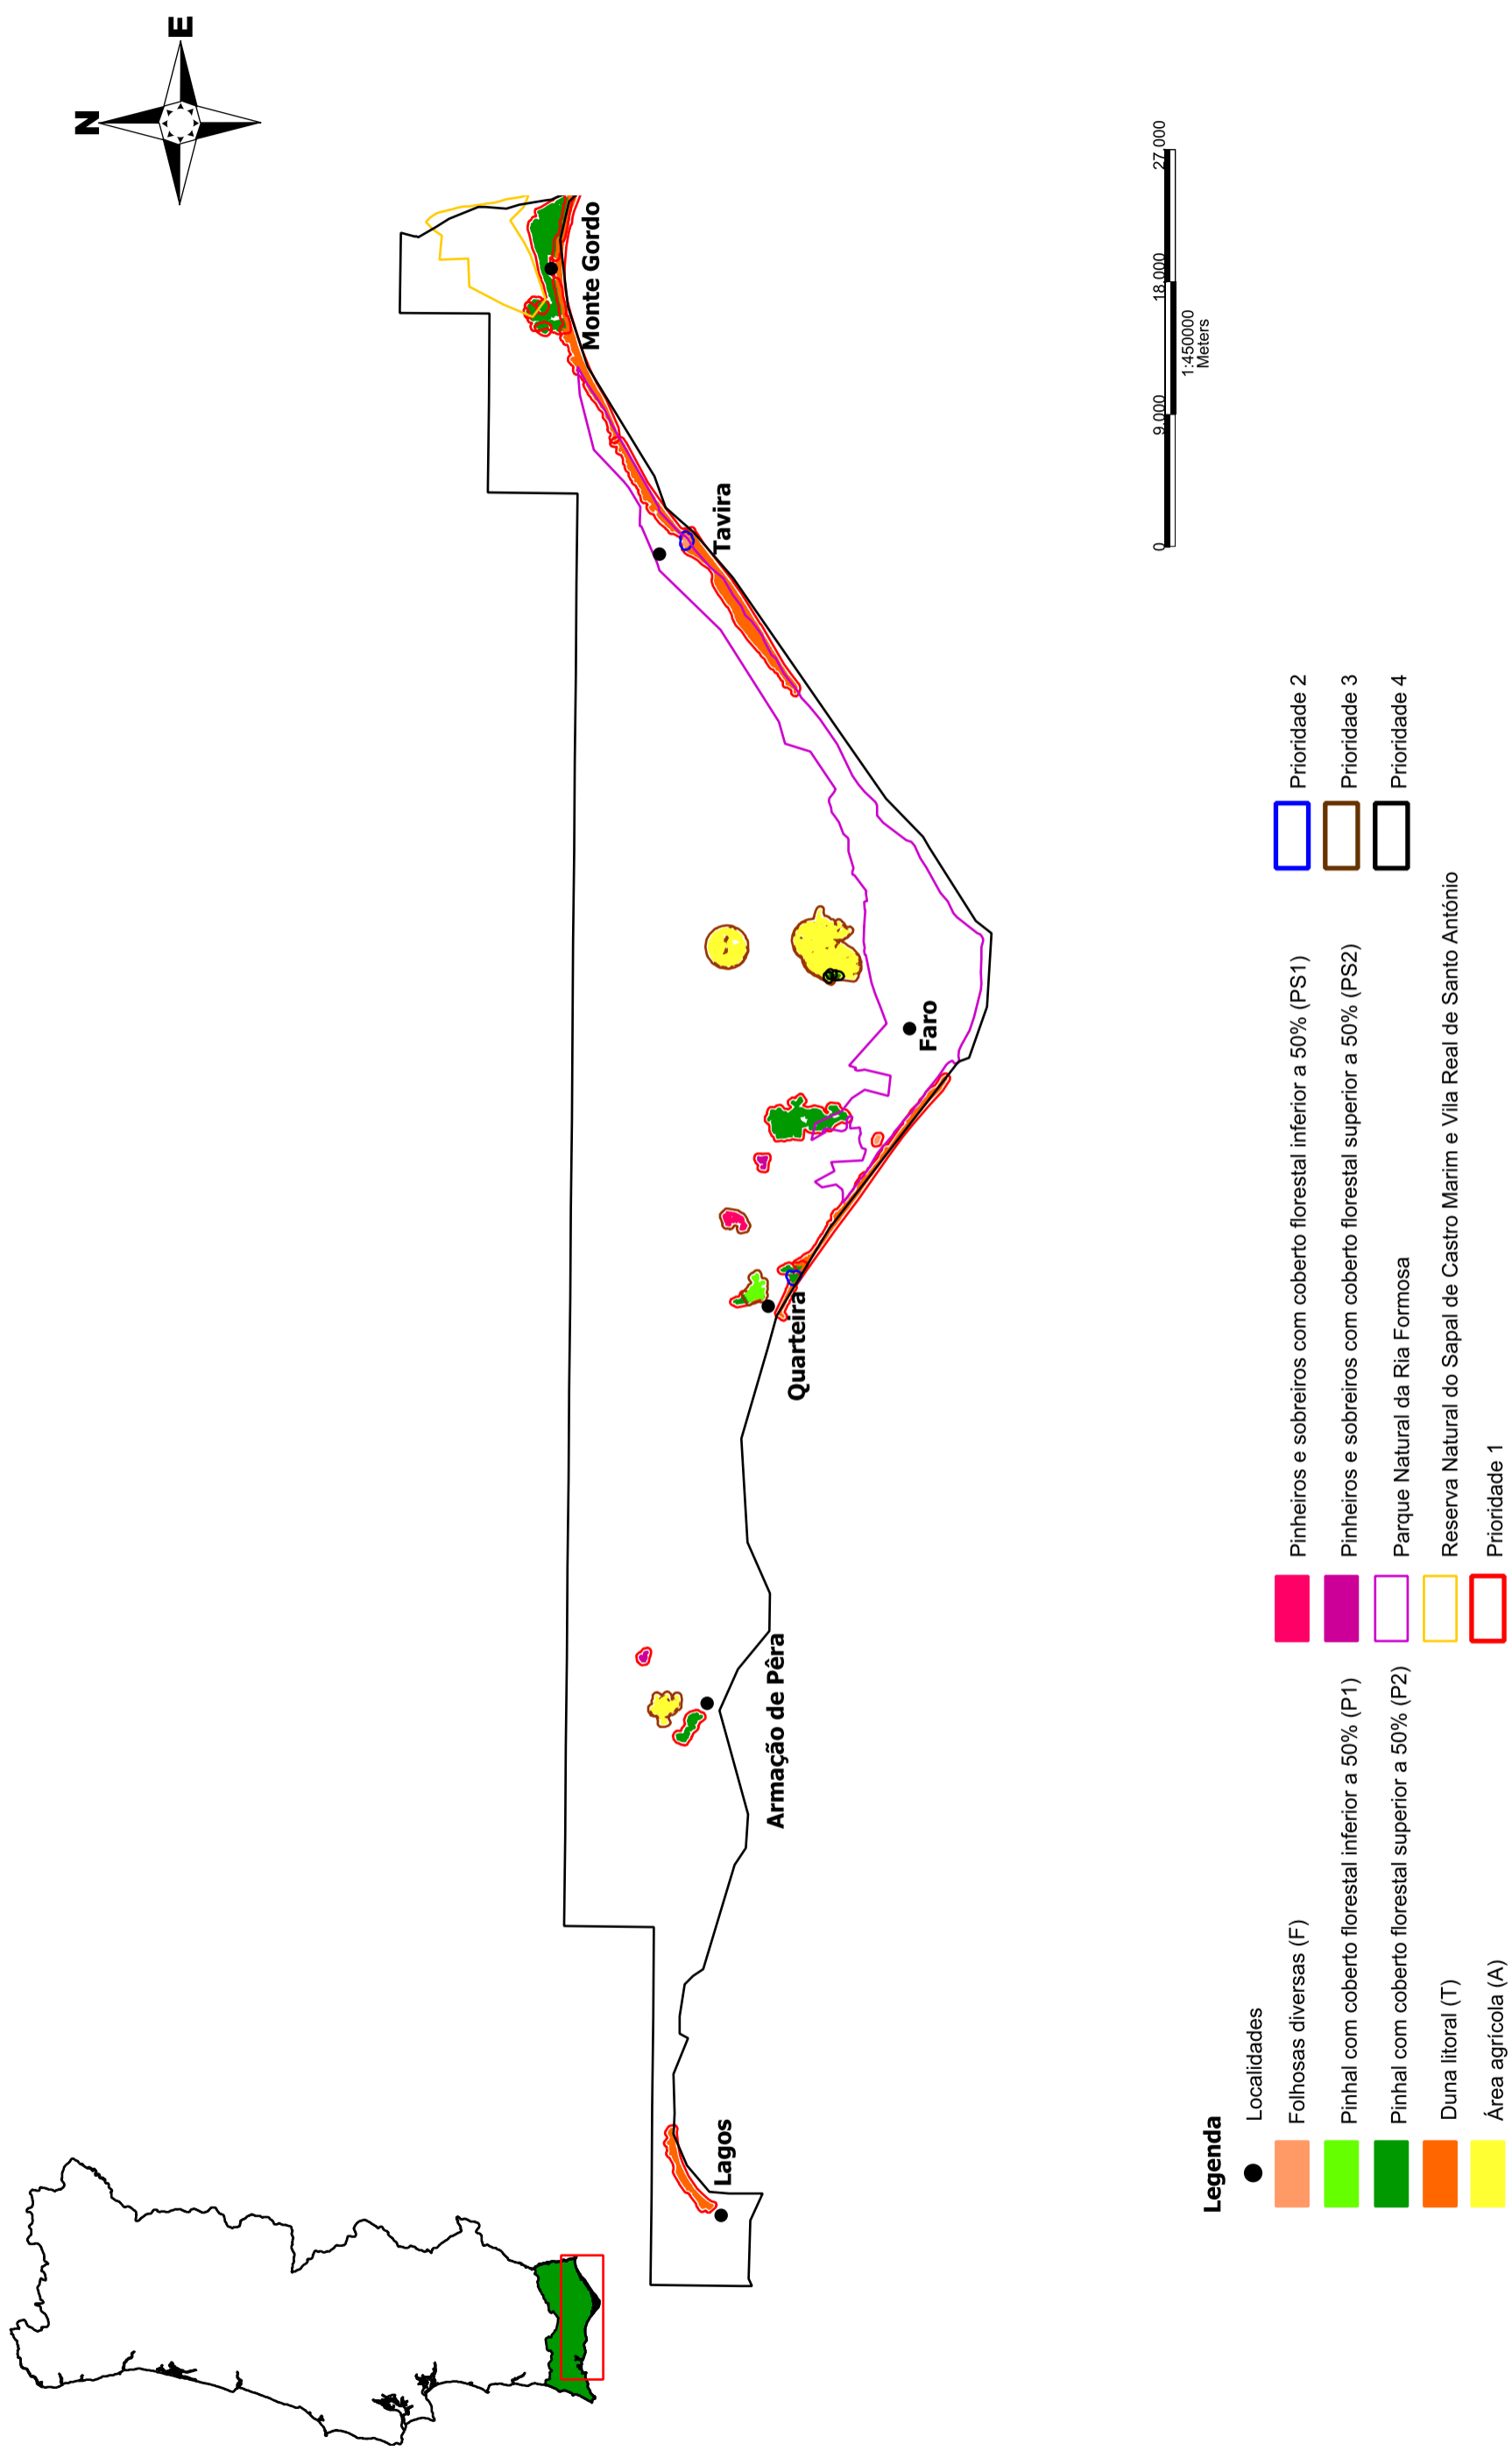 N
E
Monte Gordo
Tavira
Faro
Quarteira
Armação de Pêra
Lagos
0 9.000 18.000 27.000
1:450000
Meters
Legenda
Localidades
Folhosas diversas (F)
Pinhal com coberto florestal inferior a 50% (P1)
Pinhal com coberto florestal superior a 50% (P2)
Duna litoral (T)
Área agrícola (A)
Pinheiros e sobreiros com coberto florestal inferior a 50% (PS1)
Pinheiros e sobreiros com coberto florestal superior a 50% (PS2)
Parque Natural da Ria Formosa
Reserva Natural do Sapal de Castro Marim e Vila Real de Santo António
Prioridade 1
Prioridade 2
Prioridade 3
Prioridade 4